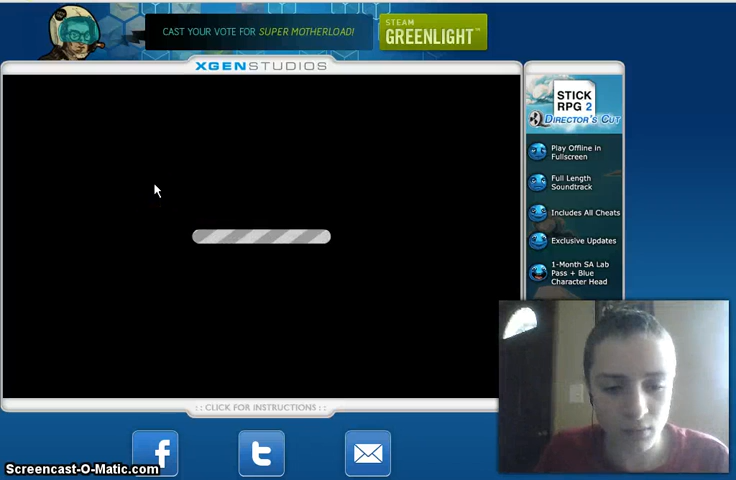 CAST YOUR VOTE FOR SUPER MOTHERLOAD!
STEAM
GREENLIGHT™
XGENSTUDIOS
STICK
RPG 2
DIRECTOR'S CUT
Play Offline in
Fullscreen
Full Length
Soundtrack
Includes All Cheats
Exclusive Updates
1-Month SA Lab
Pass + Blue
Character Head
: : CLICK FOR INSTRUCTIONS : :
Screencast-O-Matic.com